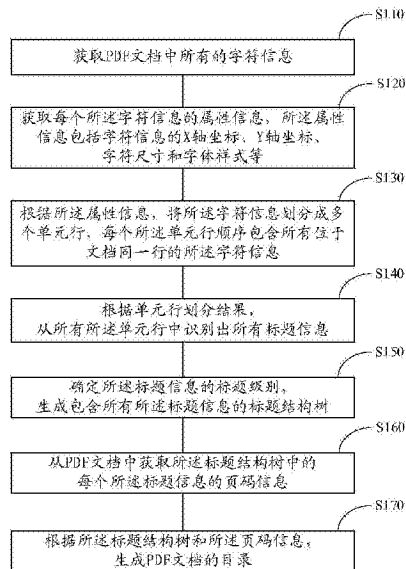 S110
获取PDF文档中所有的字符信息
S120
获取每个所述字符信息的属性信息，所述属性
信息包括字符信息的X轴坐标、Y轴坐标、
字符尺寸和字体样式等
S130
根据所述属性信息，将所述字符信息划分成多
个单元行，每个所述单元行顺序包含所有位于
文档同一行的所述字符信息
S140
根据单元行划分结果，
从所有所述单元行中识别出所有标题信息
S150
确定所述标题信息的标题级别，
生成包含所有所述标题信息的标题结构树
S160
从PDF文档中获取所述标题结构树中的
每个所述标题信息的页码信息
S170
根据所述标题结构树和所述页码信息，
生成PDF文档的目录